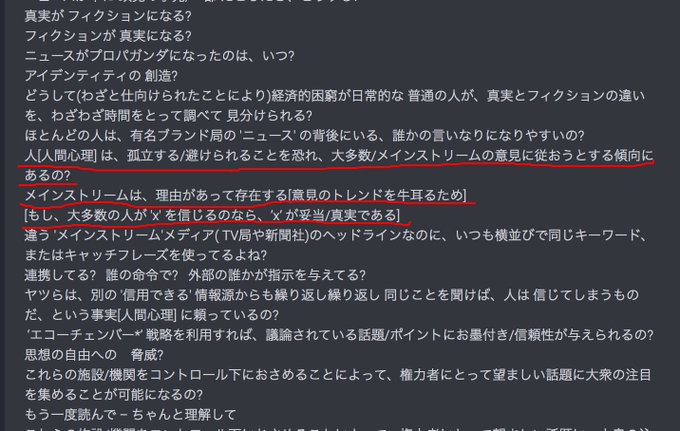 真実が フィクションになる?
フィクションが 真実になる?
ニュースがプロパガンダになったのは、いつ?
アイデンティティの 創造?
どうして(わざと仕向けられたことにより)経済的困窮が日常的な 普通の人が、真実とフィクションの違い
を、わざわざ時間をとって調べて 見分けられる?
ほとんどの人は、有名ブランド局の 'ニュース' の背後にいる、誰かの言いなりになりやすいの?
人[人間心理] は、孤立する/避けられることを恐れ、大多数/メインストリームの意見に従おうとする傾向に
あるの?
メインストリームは、理由があって存在する[意見のトレンドを牛耳るため]
[もし、大多数の人が 'x' を信じるのなら、'x' が妥当/真実である]
違う 'メインストリーム'メディア( TV局や新聞社)のヘッドラインなのに、いつも横並びで同じキーワード、
またはキャッチフレーズを使ってるよね?
連携してる? 誰の命令で? 外部の誰かが指示を与えてる?
ヤツらは、別の '信用できる' 情報源からも繰り返し繰り返し 同じことを聞けば、人は 信じてしまうもの
だ、という事実[人間心理] に頼っているの?
'エコーチェンバー*' 戦略を利用すれば、議論されている話題/ポイントにお墨付き/信頼性が与えられるの?
思想の自由への 脅威?
これらの施設/機関をコントロール下におさめることによって、権力者にとって望ましい話題に大衆の注目
を集めることが可能になるの?
もう一度読んで – ちゃんと理解して